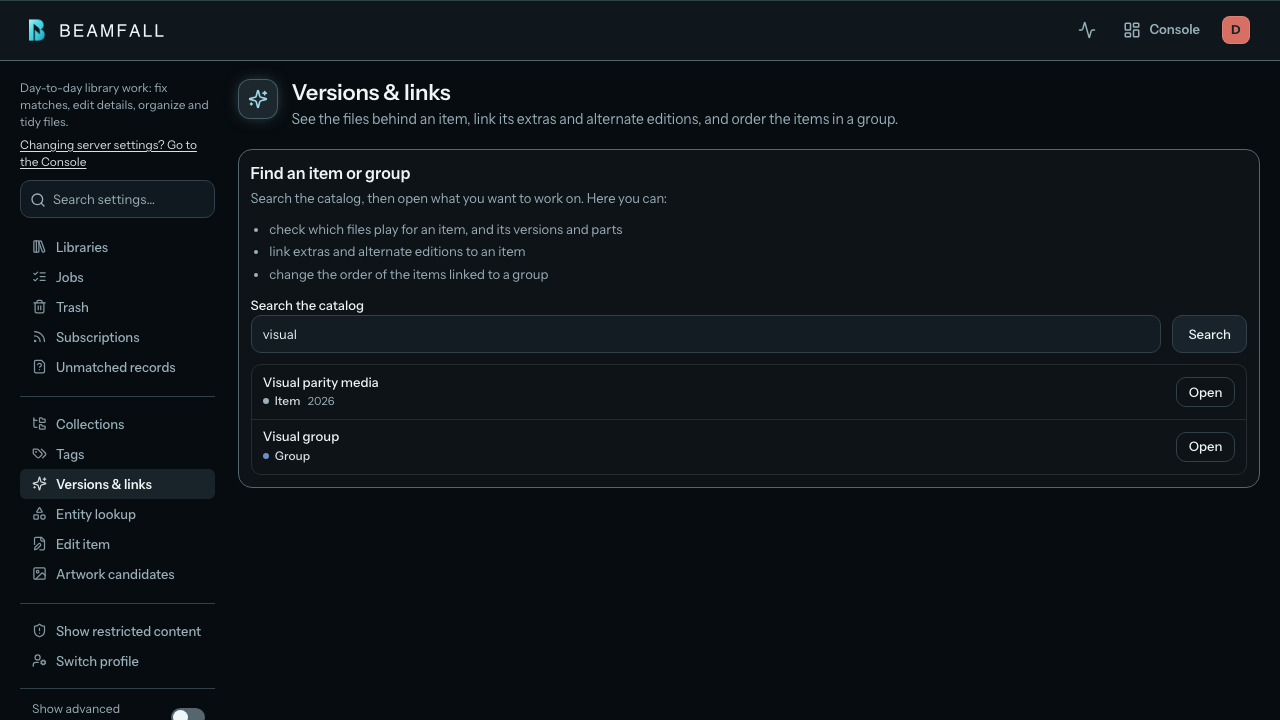 BEAMFALL
Console
D
Day-to-day library work: fix
matches, edit details, organize and
tidy files.
Changing server settings? Go to
the Console
Search settings...
Libraries
Jobs
Trash
Subscriptions
Unmatched records
Collections
Tags
Versions & links
Entity lookup
Edit item
Artwork candidates
Show restricted content
Switch profile
Show advanced
Versions & links
See the files behind an item, link its extras and alternate editions, and order the items in a group.
Find an item or group
Search the catalog, then open what you want to work on. Here you can:
• check which files play for an item, and its versions and parts
• link extras and alternate editions to an item
• change the order of the items linked to a group
Search the catalog
visual
Search
Visual parity media
Item 2026
Open
Visual group
Group
Open